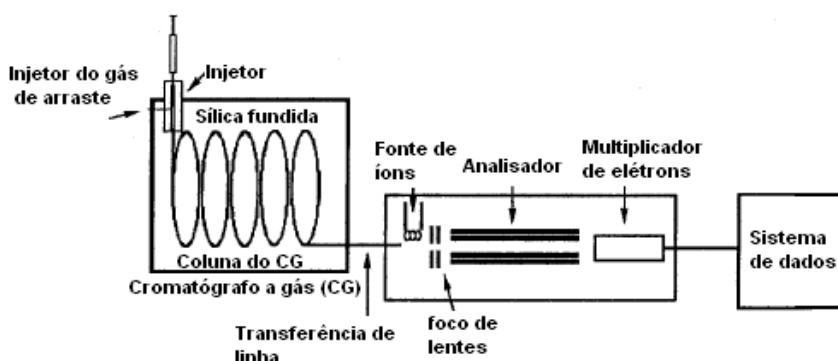 Injetor do gás
de arraste
Injetor
Sílica fundida
Coluna do CG
Cromatógrafo a gás (CG)
Transferência de
linha
Fonte de
íons
Analisador
Multiplicador
de elétrons
foco de
lentes
Sistema
de dados